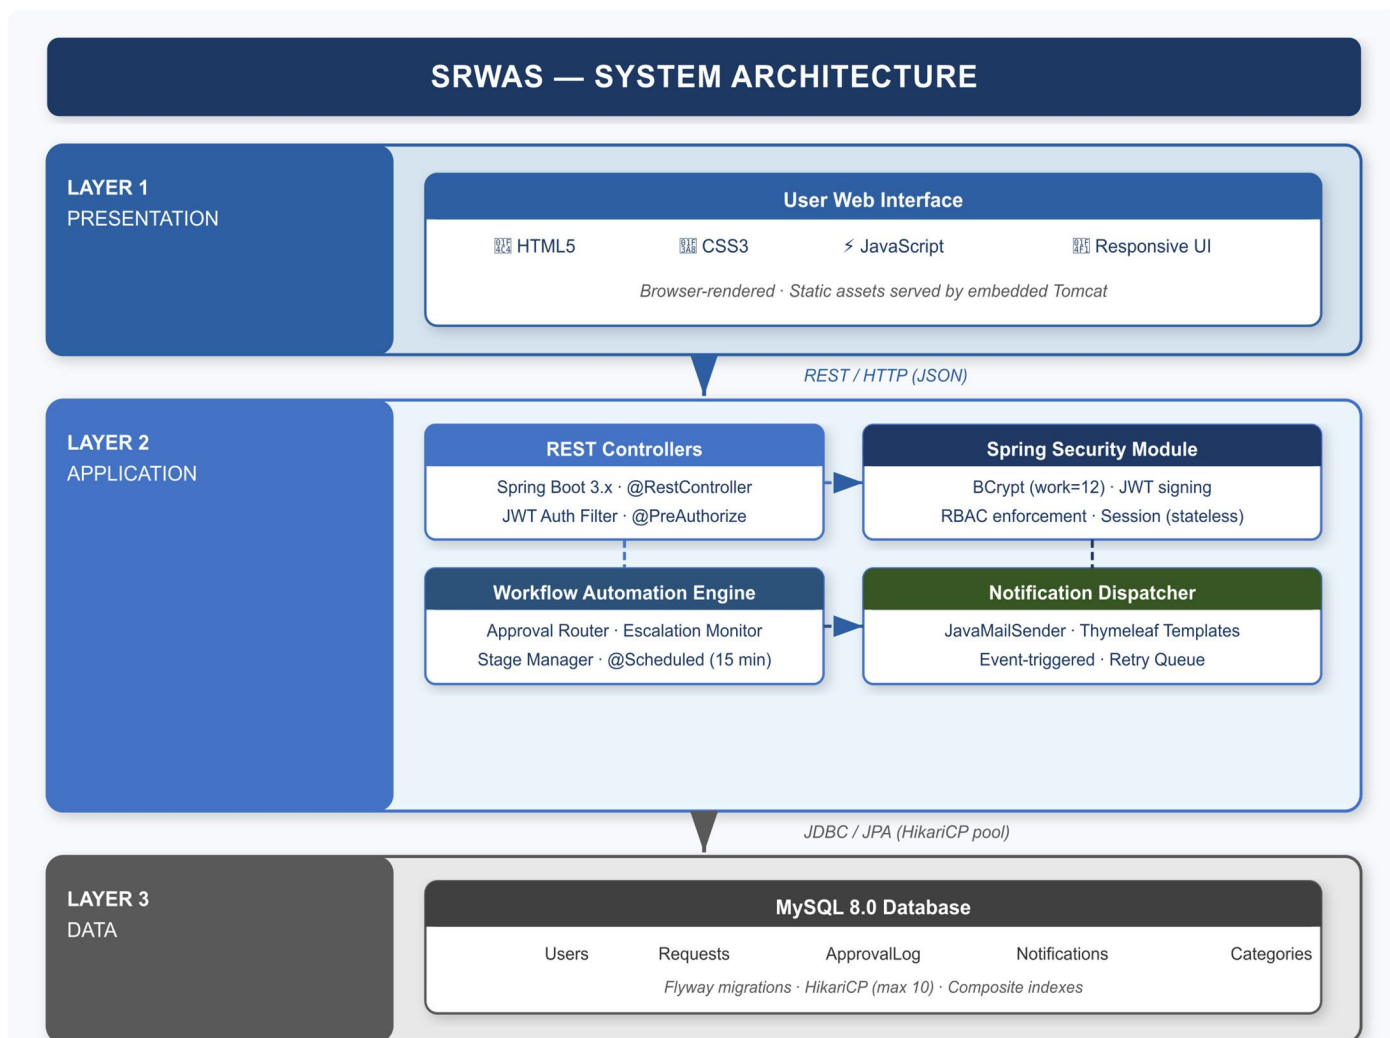 SRWAS — SYSTEM ARCHITECTURE
LAYER 1
PRESENTATION
User Web Interface
HTML5 CSS3 ⚡ JavaScript Responsive UI
Browser-rendered · Static assets served by embedded Tomcat
REST / HTTP (JSON)
LAYER 2
APPLICATION
REST Controllers
Spring Boot 3.x · @RestController
JWT Auth Filter · @PreAuthorize
Spring Security Module
BCrypt (work=12) · JWT signing
RBAC enforcement · Session (stateless)
Workflow Automation Engine
Approval Router · Escalation Monitor
Stage Manager · @Scheduled (15 min)
Notification Dispatcher
JavaMailSender · Thymeleaf Templates
Event-triggered · Retry Queue
JDBC / JPA (HikariCP pool)
LAYER 3
DATA
MySQL 8.0 Database
Users Requests ApprovalLog Notifications Categories
Flyway migrations · HikariCP (max 10) · Composite indexes